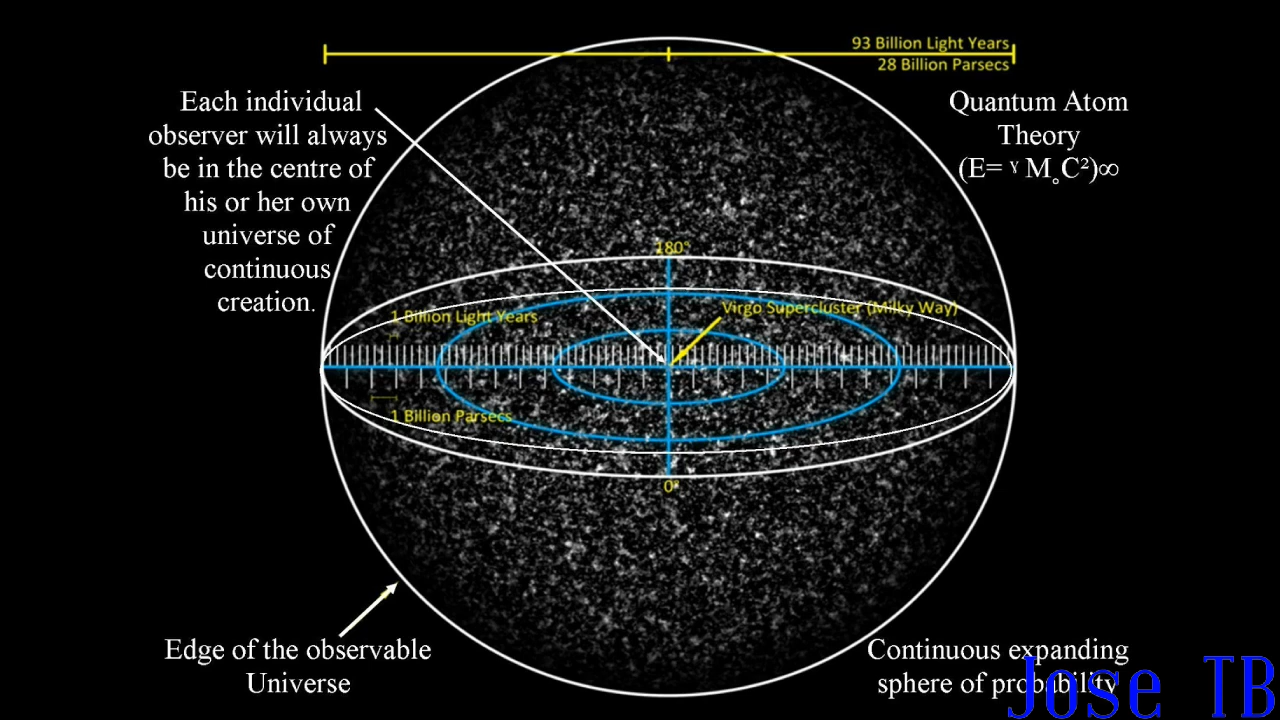 93 Billion Light Years
28 Billion Parsecs
Each individual
observer will always
be in the centre of
his or her own
universe of
continuous
creation.
Quantum Atom
Theory
(E= ٧ M˳C²)∞
180°
1 Billion Light Years
Virgo Supercluster (Milky Way)
1 Billion Parsecs
0°
Edge of the observable
Universe
Continuous expanding
sphere of probability
Jose TB